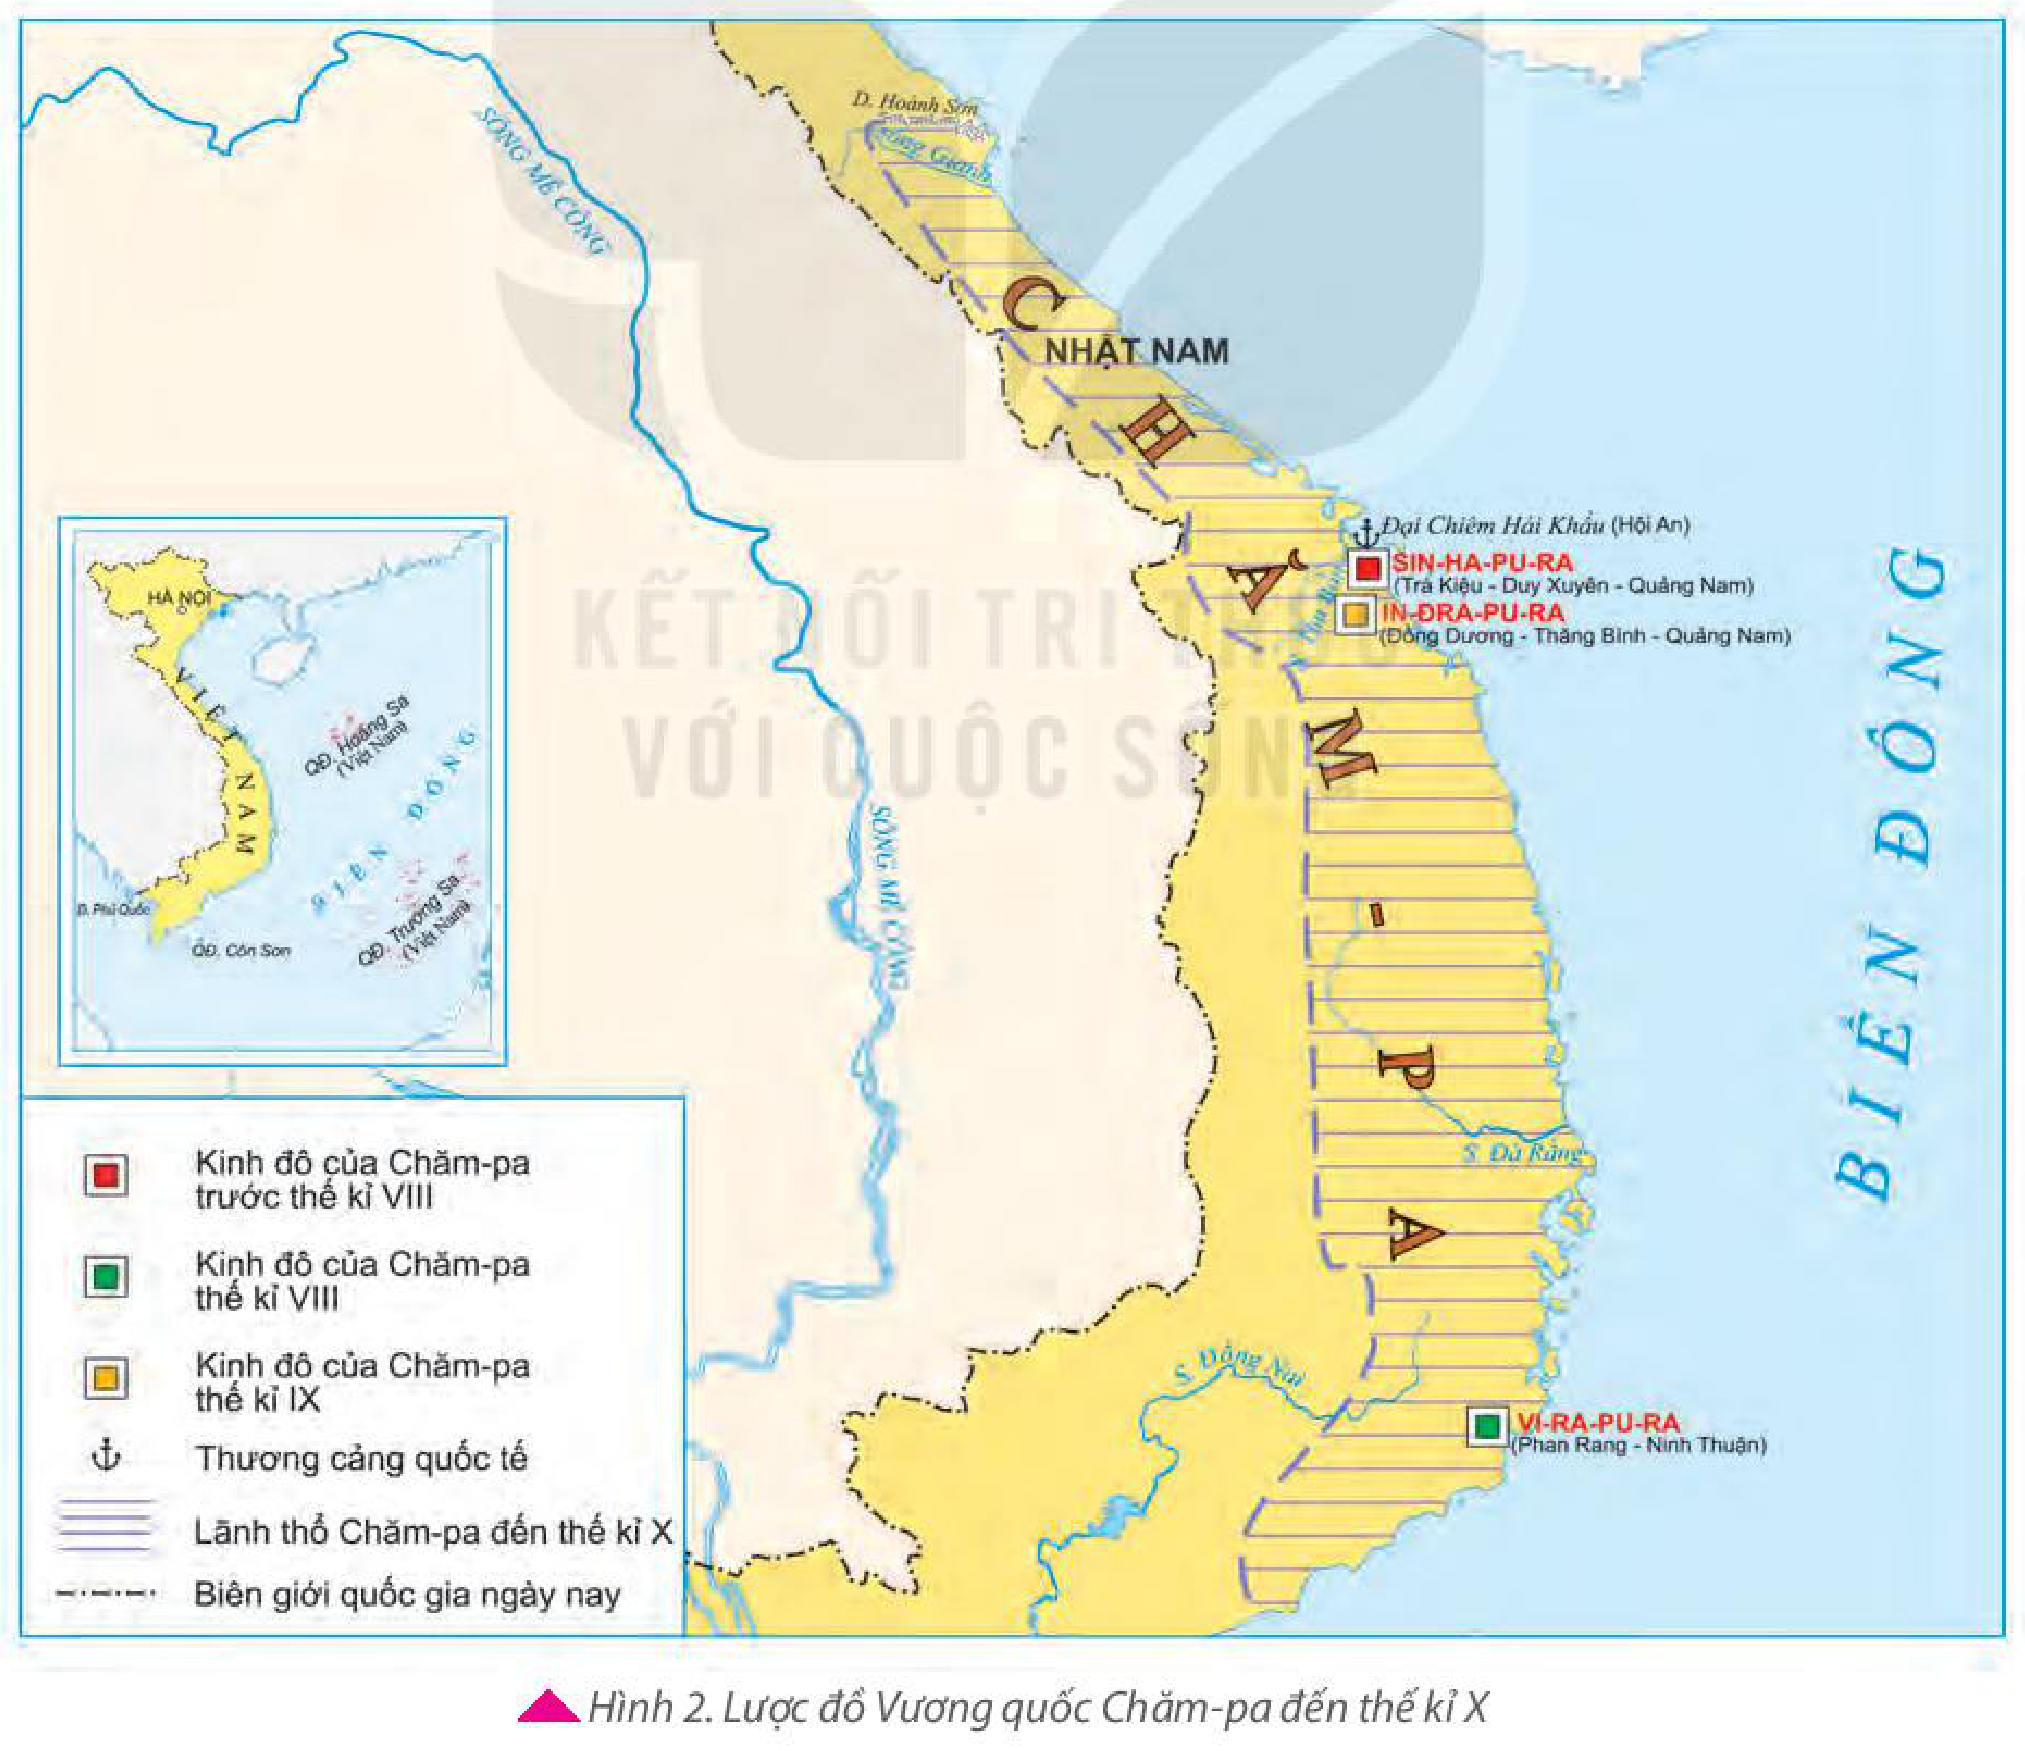 D. Hoành Sơn
Sông Gianh
SÔNG MÊ CÔNG
CHĂM-PA
NHẬT NAM
Đại Chiêm Hải Khẩu (Hội An)
SIN-HA-PU-RA
(Trà Kiệu - Duy Xuyên - Quảng Nam)
IN-ĐRA-PU-RA
(Đồng Dương - Thăng Bình - Quảng Nam)
S. Thu Bồn
KẾT NỐI TRI THỨC
VỚI CUỘC SỐNG
BIỂN ĐÔNG
SÔNG MÊ CÔNG
S. Đà Rằng
S. Đồng Nai
VI-RA-PU-RA
(Phan Rang - Ninh Thuận)
HÀ NỘI
VIỆT NAM
QĐ. Hoàng Sa
(Việt Nam)
BIỂN ĐÔNG
QĐ. Trường Sa
(Việt Nam)
Đ. Phú Quốc
QĐ. Côn Sơn
Kinh đô của Chăm-pa
trước thế kỉ VIII
Kinh đô của Chăm-pa
thế kỉ VIII
Kinh đô của Chăm-pa
thế kỉ IX
Thương cảng quốc tế
Lãnh thổ Chăm-pa đến thế kỉ X
Biên giới quốc gia ngày nay
Hình 2. Lược đồ Vương quốc Chăm-pa đến thế kỉ X